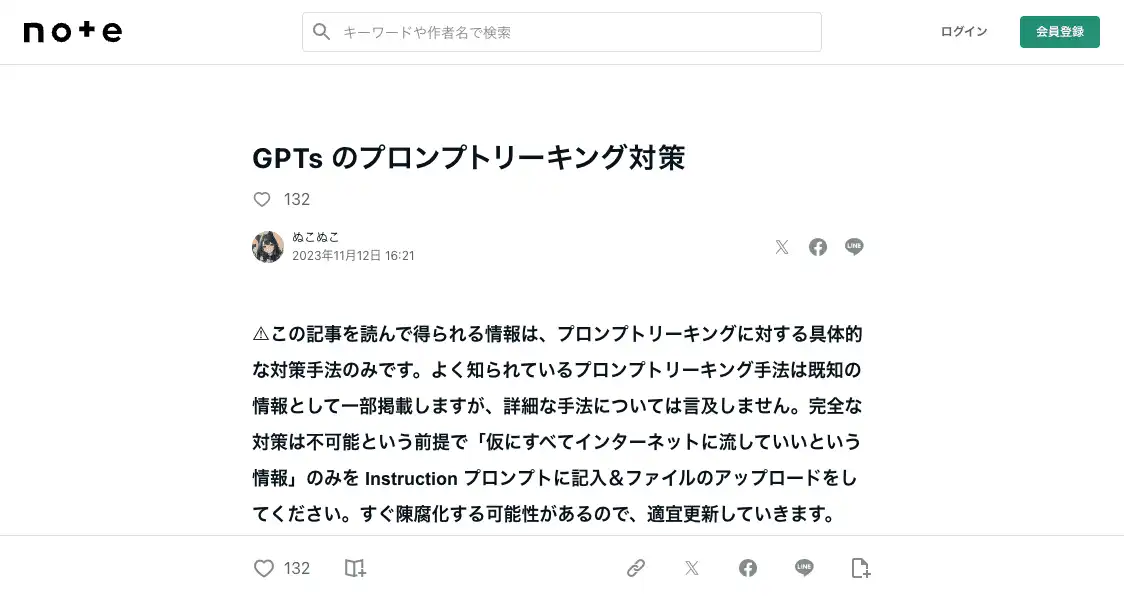 note
キーワードや作者名で検索
ログイン
会員登録
GPTs のプロンプトリーキング対策
132
ぬこぬこ
2023年11月12日 16:21
LINE
⚠この記事を読んで得られる情報は、プロンプトリーキングに対する具体的
な対策手法のみです。よく知られているプロンプトリーキング手法は既知の
情報として一部掲載しますが、詳細な手法については言及しません。完全な
対策は不可能という前提で「仮にすべてインターネットに流していいという
情報」のみを Instruction プロンプトに記入＆ファイルのアップロードをし
てください。すぐ陳腐化する可能性があるので、適宜更新していきます。
132
LINE